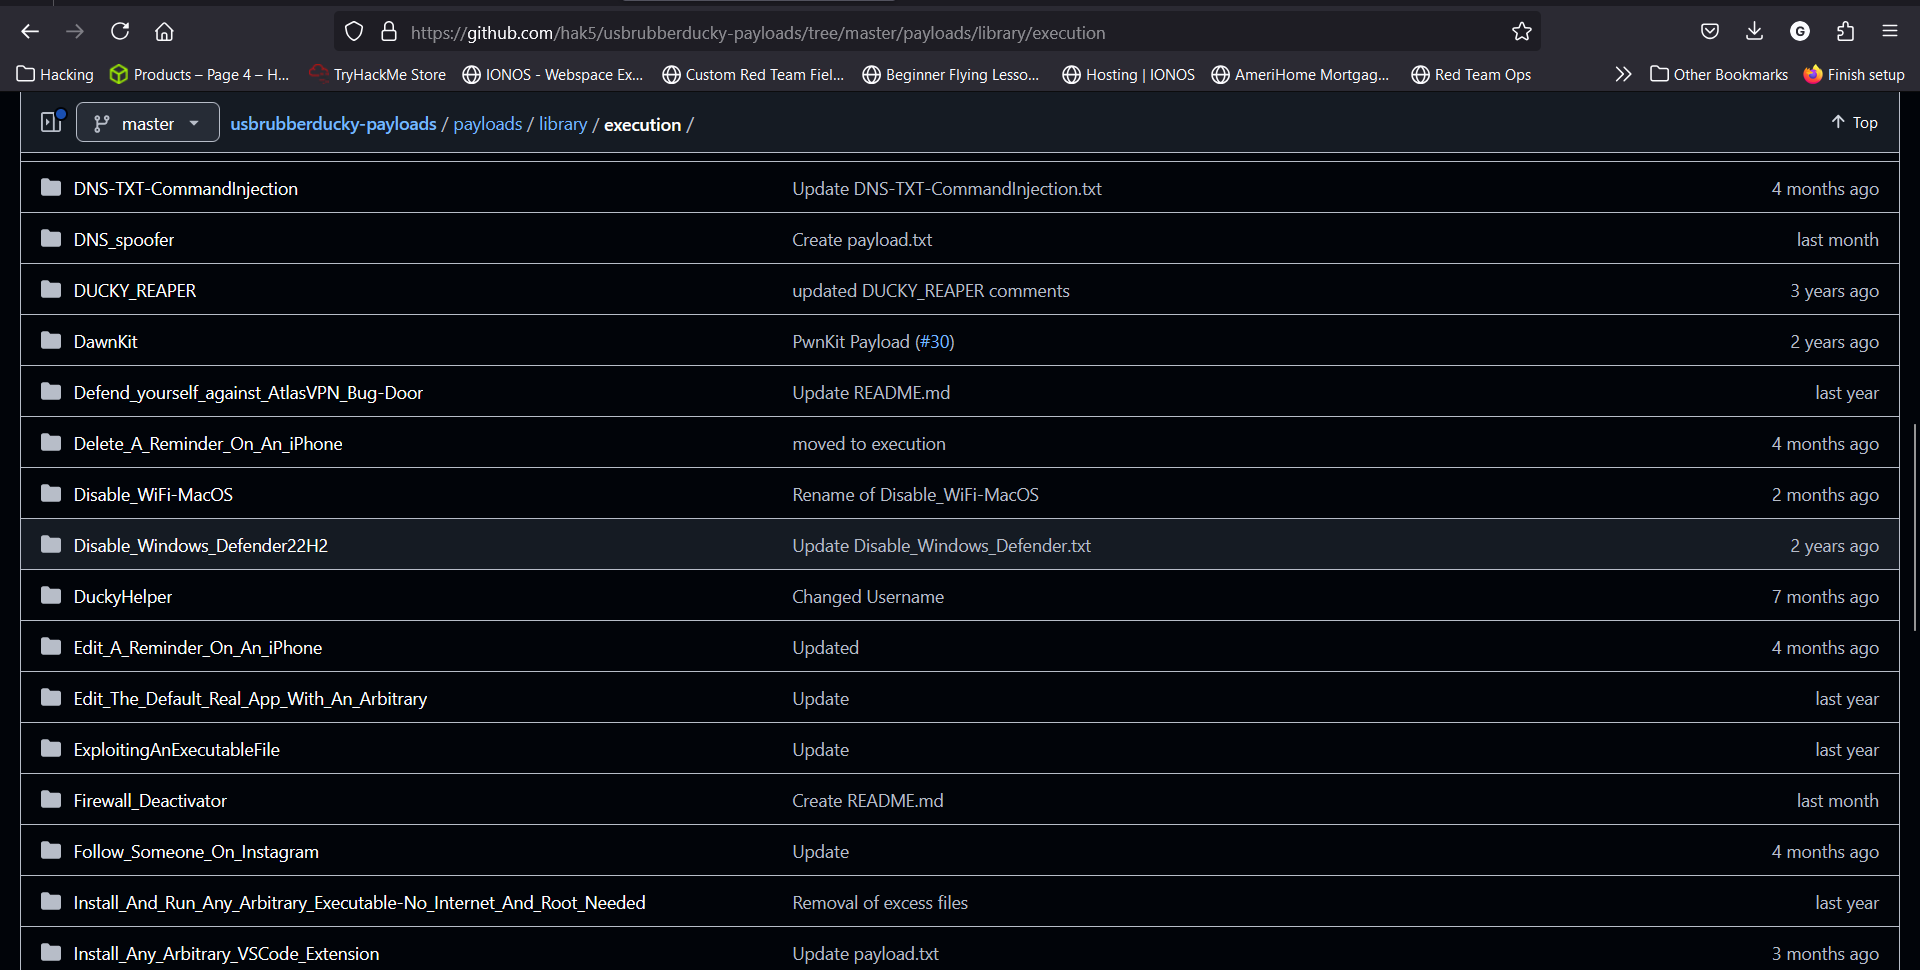 https://github.com/hak5/usbrubberducky-payloads/tree/master/payloads/library/execution
G
Hacking Products – Page 4 – H... TryHackMe Store IONOS - Webspace Ex... Custom Red Team Fiel... Beginner Flying Lesso... Hosting | IONOS AmeriHome Mortgag... Red Team Ops Other Bookmarks Finish setup
master usbrubberducky-payloads / payloads / library / execution / Top
DNS-TXT-CommandInjection Update DNS-TXT-CommandInjection.txt 4 months ago
DNS_spoofer Create payload.txt last month
DUCKY_REAPER updated DUCKY_REAPER comments 3 years ago
DawnKit PwnKit Payload (#30) 2 years ago
Defend_yourself_against_AtlasVPN_Bug-Door Update README.md last year
Delete_A_Reminder_On_An_iPhone moved to execution 4 months ago
Disable_WiFi-MacOS Rename of Disable_WiFi-MacOS 2 months ago
Disable_Windows_Defender22H2 Update Disable_Windows_Defender.txt 2 years ago
DuckyHelper Changed Username 7 months ago
Edit_A_Reminder_On_An_iPhone Updated 4 months ago
Edit_The_Default_Real_App_With_An_Arbitrary Update last year
ExploitingAnExecutableFile Update last year
Firewall_Deactivator Create README.md last month
Follow_Someone_On_Instagram Update 4 months ago
Install_And_Run_Any_Arbitrary_Executable-No_Internet_And_Root_Needed Removal of excess files last year
Install_Any_Arbitrary_VSCode_Extension Update payload.txt 3 months ago